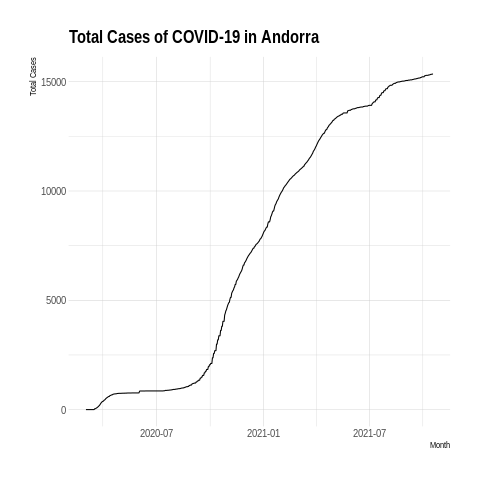 Total Cases of COVID-19 in Andorra
Total Cases
15000
10000
5000
0
2020-07
2021-01
2021-07
Month